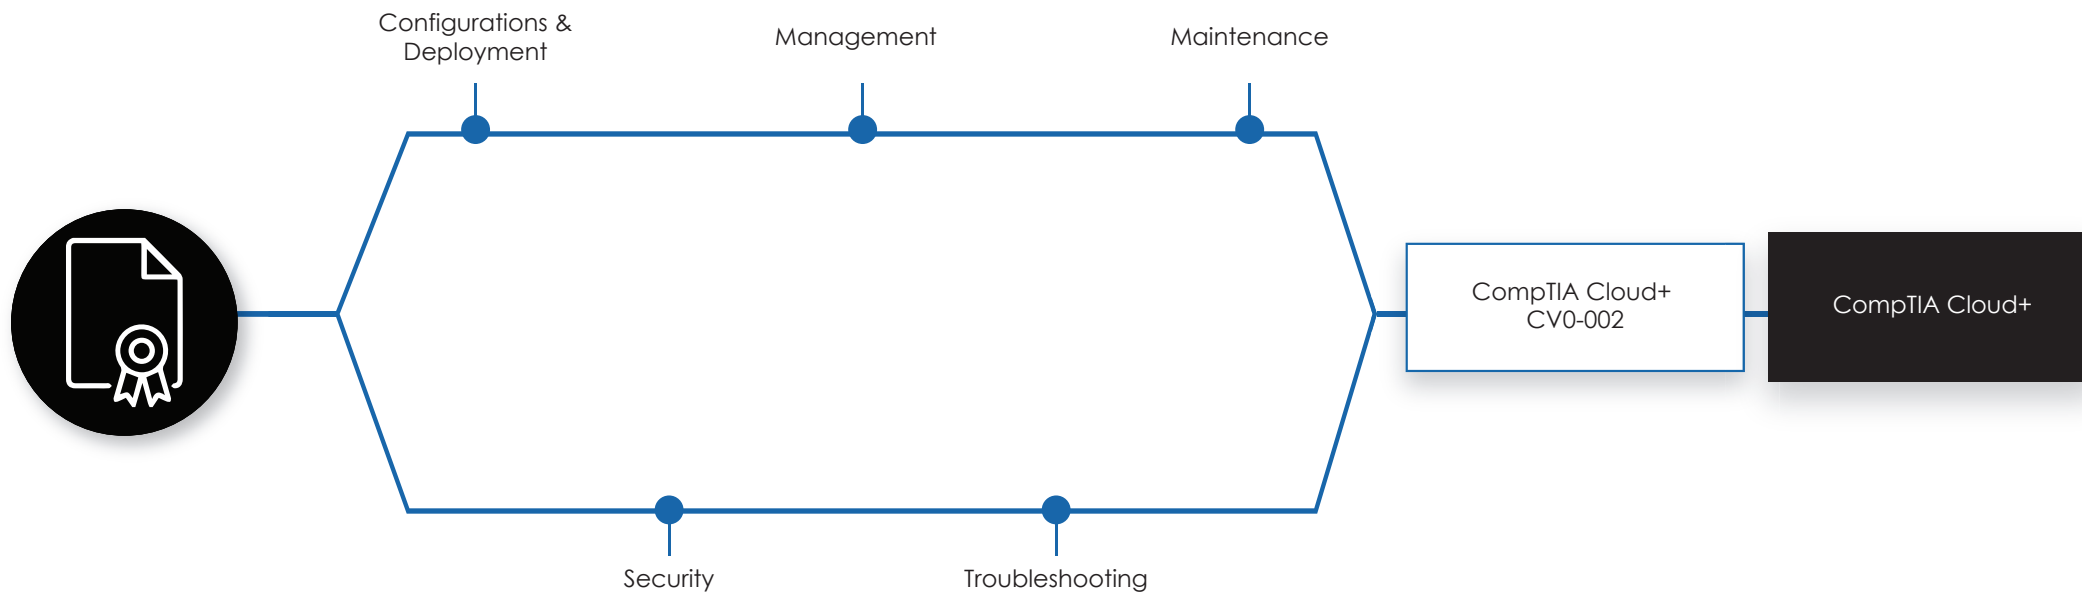 Configurations &
Deployment
Management
Maintenance
CompTIA Cloud+
CV0-002
CompTIA Cloud+
Security
Troubleshooting